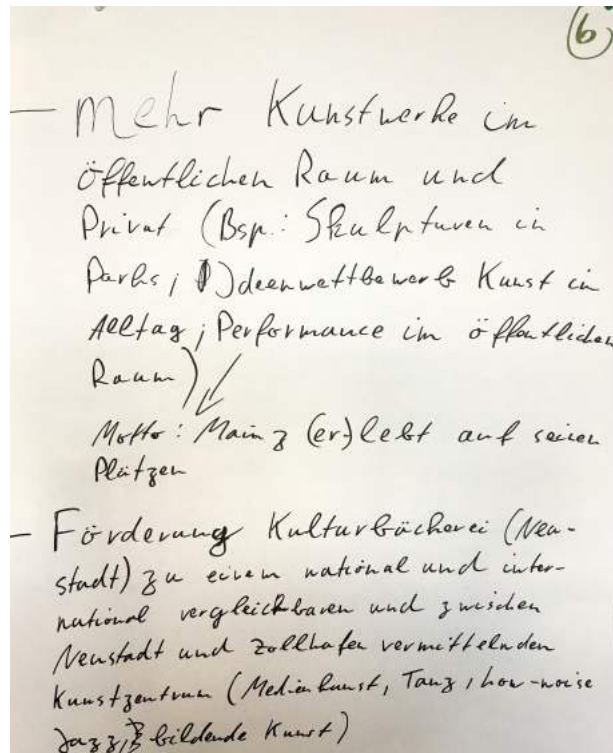 6
- Mehr Kunstwerke im
öffentlichen Raum und
Privat (Bsp.: Skulpturen in
Parks; Ideenwettbewerb Kunst im
Alltag; Performance im öffentlichen
Raum)
Motto: Mainz (er-)lebt auf seinen
Plätzen
- Förderung Kulturbäckerei (Neu-
stadt) zu einem national und inter-
national vergleichbaren und zwischen
Neustadt und Zollhafen vermittelnden
Kunstzentrum (Medienkunst, Tanz, how-noise
Jazz, bildende Kunst)